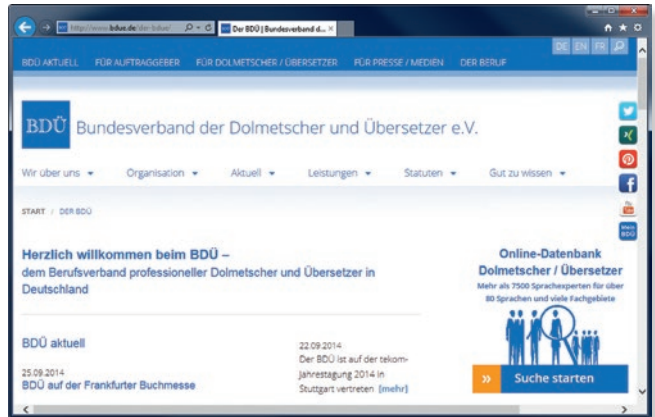 http://www.bdue.de/der-bdue/
Der BDÜ | Bundesverband d...
DE EN FR
BDÜ AKTUELL FÜR AUFTRAGGEBER FÜR DOLMETSCHER / ÜBERSETZER FÜR PRESSE / MEDIEN DER BERUF
BDÜ Bundesverband der Dolmetscher und Übersetzer e.V.
Wir über uns Organisation Aktuell Leistungen Statuten Gut zu wissen
START / DER BDÜ
Herzlich willkommen beim BDÜ –
dem Berufsverband professioneller Dolmetscher und Übersetzer in
Deutschland
BDÜ aktuell
25.09.2014
BDÜ auf der Frankfurter Buchmesse
22.09.2014
Der BDÜ ist auf der tekom-
Jahrestagung 2014 in
Stuttgart vertreten [mehr]
Online-Datenbank
Dolmetscher / Übersetzer
Mehr als 7500 Sprachexperten für über
80 Sprachen und viele Fachgebiete
» Suche starten
You
Mein
BDÜ